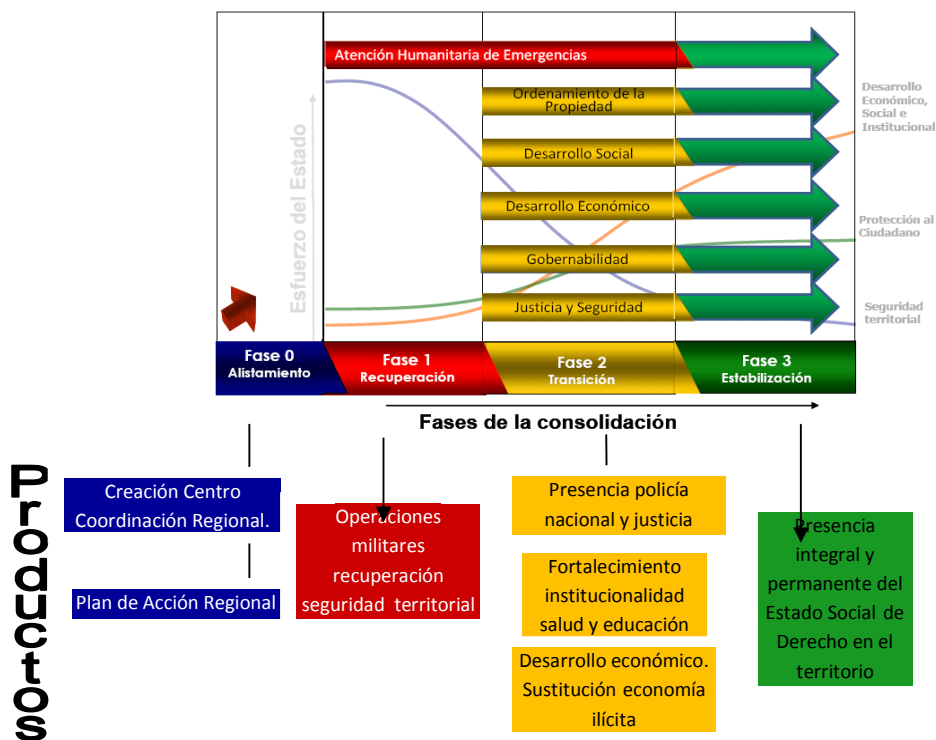 Atención Humanitaria de Emergencias
Ordenamiento de la
Propiedad
Desarrollo Social
Desarrollo Económico
Gobernabilidad
Justicia y Seguridad
Esfuerzo del Estado
Desarrollo
Económico,
Social e
Institucional
Protección al
Ciudadano
Seguridad
territorial
Fase 0
Alistamiento
Fase 1
Recuperación
Fase 2
Transición
Fase 3
Estabilización
Fases de la consolidación
Productos
Creación Centro
Coordinación Regional.
Plan de Acción Regional
Operaciones
militares
recuperación
seguridad territorial
Presencia policía
nacional y justicia
Fortalecimiento
institucionalidad
salud y educación
Desarrollo económico.
Sustitución economía
ilícita
Presencia
integral y
permanente del
Estado Social de
Derecho en el
territorio